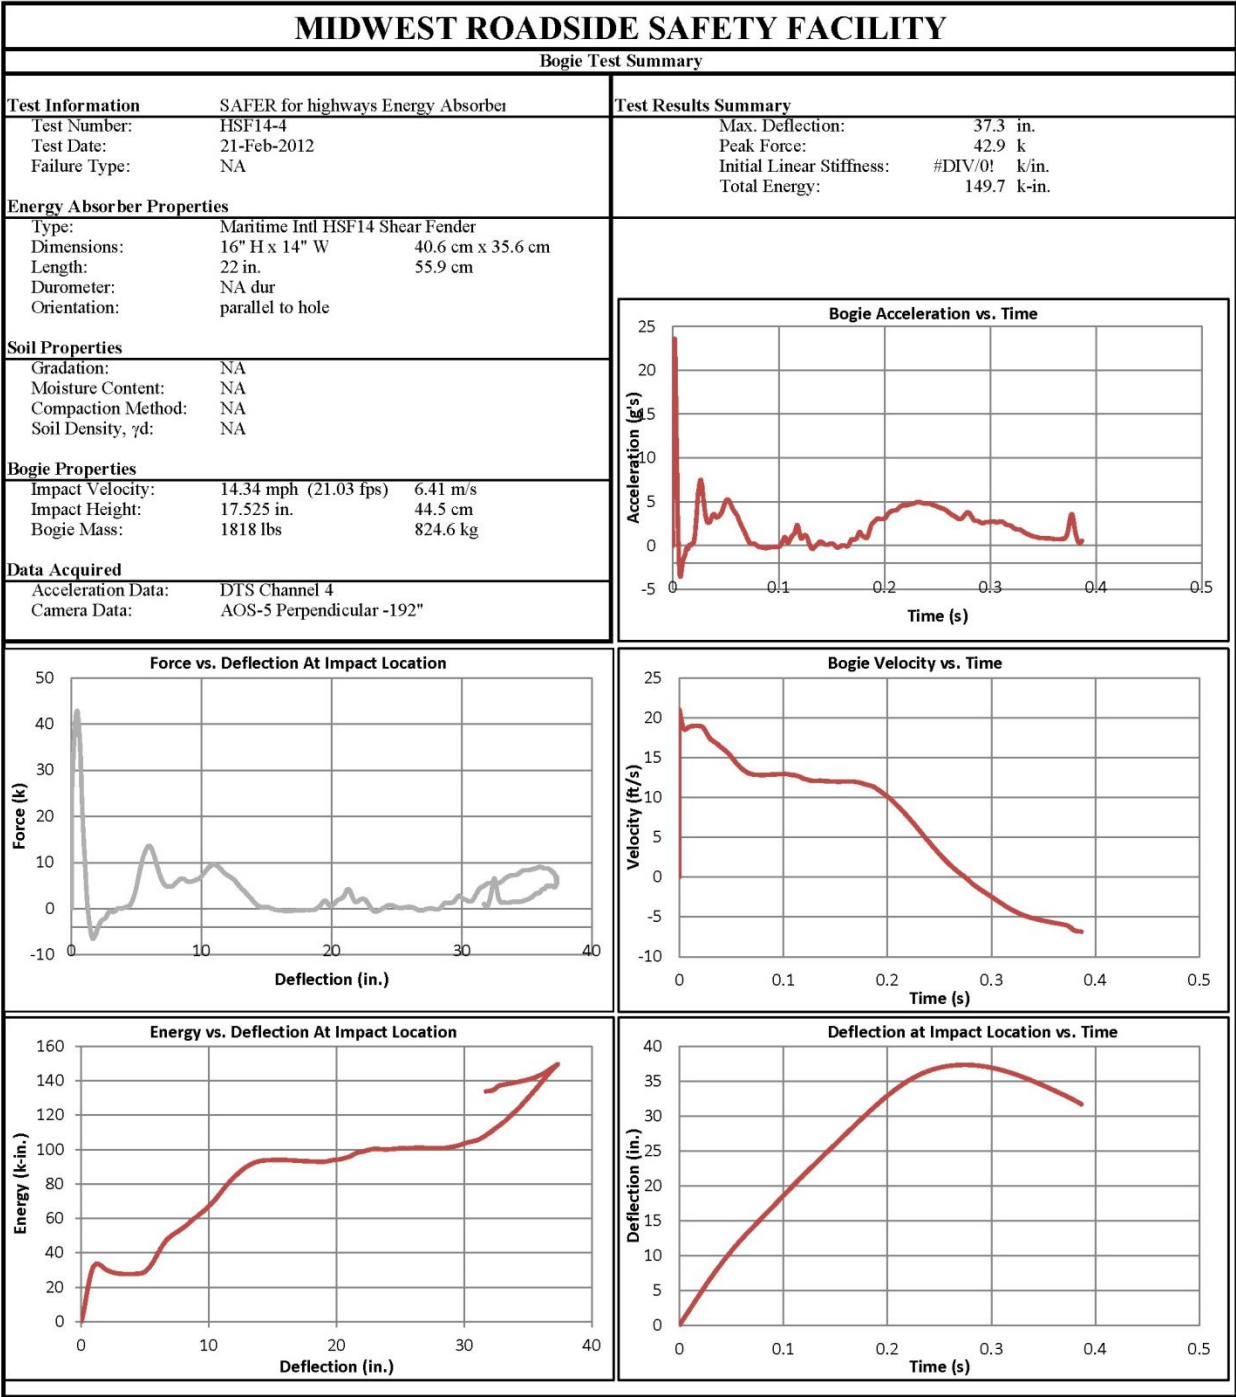 MIDWEST ROADSIDE SAFETY FACILITY
Bogie Test Summary
Test Information SAFER for highways Energy Absorber
Test Number: HSF14-4
Test Date: 21-Feb-2012
Failure Type: NA
Energy Absorber Properties
Type: Maritime Intl HSF14 Shear Fender
Dimensions: 16" H x 14" W 40.6 cm x 35.6 cm
Length: 22 in. 55.9 cm
Durometer: NA dur
Orientation: parallel to hole
Soil Properties
Gradation: NA
Moisture Content: NA
Compaction Method: NA
Soil Density, γd: NA
Bogie Properties
Impact Velocity: 14.34 mph (21.03 fps) 6.41 m/s
Impact Height: 17.525 in. 44.5 cm
Bogie Mass: 1818 lbs 824.6 kg
Data Acquired
Acceleration Data: DTS Channel 4
Camera Data: AOS-5 Perpendicular -192"
Test Results Summary
Max. Deflection: 37.3 in.
Peak Force: 42.9 k
Initial Linear Stiffness: #DIV/0! k/in.
Total Energy: 149.7 k-in.
Bogie Acceleration vs. Time
Acceleration (g's)
25
20
15
10
5
0
-5
0 0.1 0.2 0.3 0.4 0.5
Time (s)
Force vs. Deflection At Impact Location
Force (k)
50
40
30
20
10
0
-10
0 10 20 30 40
Deflection (in.)
Bogie Velocity vs. Time
Velocity (ft/s)
25
20
15
10
5
0
-5
-10
0 0.1 0.2 0.3 0.4 0.5
Time (s)
Energy vs. Deflection At Impact Location
Energy (k-in.)
160
140
120
100
80
60
40
20
0
0 10 20 30 40
Deflection (in.)
Deflection at Impact Location vs. Time
Deflection (in.)
40
35
30
25
20
15
10
5
0
0 0.1 0.2 0.3 0.4 0.5
Time (s)